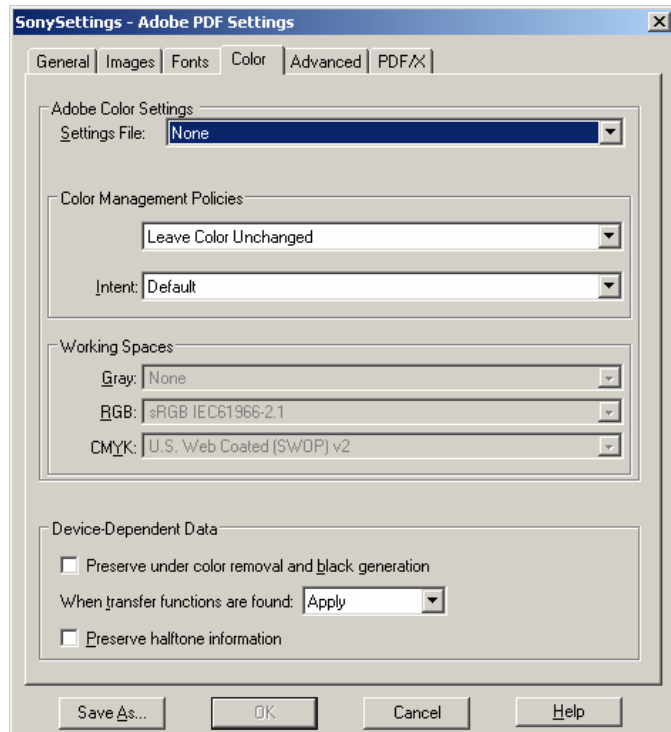 SonySettings - Adobe PDF Settings
General Images Fonts Color Advanced PDF/X
Adobe Color Settings
Settings File: None
Color Management Policies
Leave Color Unchanged
Intent: Default
Working Spaces
Gray: None
RGB: sRGB IEC61966-2.1
CMYK: U.S. Web Coated (SWOP) v2
Device-Dependent Data
Preserve under color removal and black generation
When transfer functions are found: Apply
Preserve halftone information
Save As... OK Cancel Help